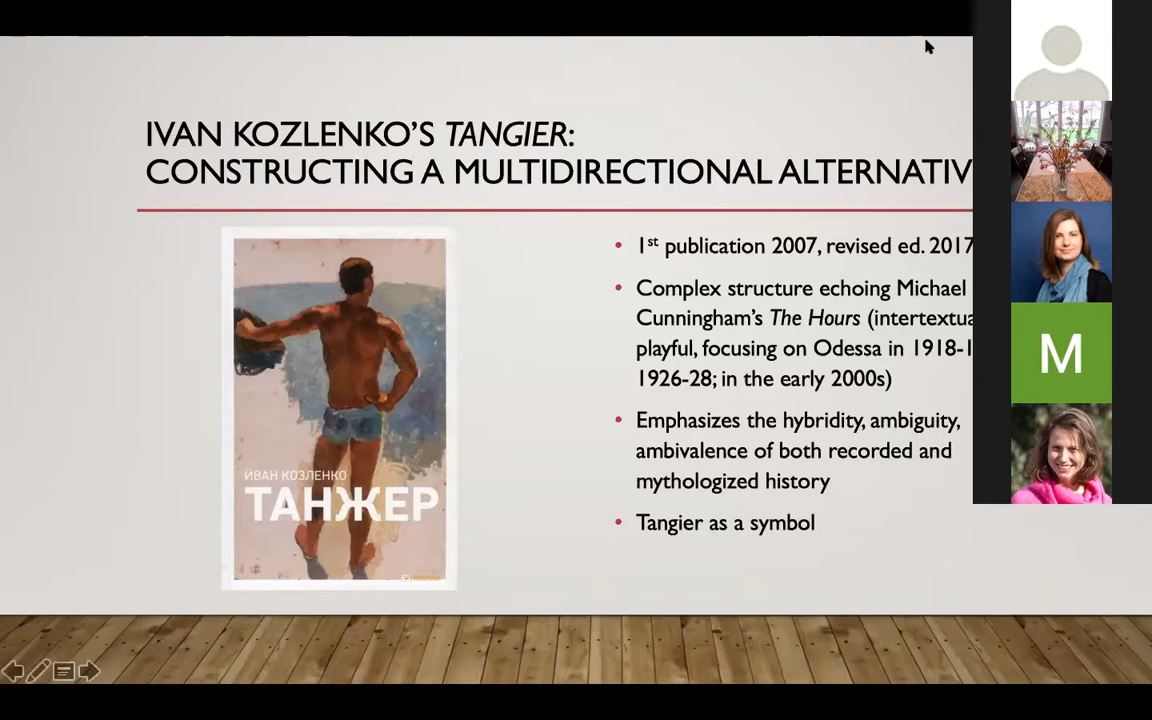 IVAN KOZLENKO'S TANGIER:
CONSTRUCTING A MULTIDIRECTIONAL ALTERNATIV
• 1st publication 2007, revised ed. 2017
• Complex structure echoing Michael
Cunningham's The Hours (intertextua
playful, focusing on Odessa in 1918-1
1926-28; in the early 2000s)
• Emphasizes the hybridity, ambiguity,
ambivalence of both recorded and
mythologized history
• Tangier as a symbol
ЙВАН КОЗЛЕНКО
ТАНЖЕР
M